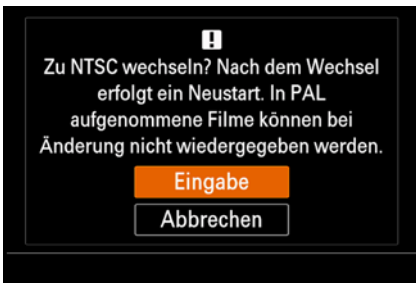 Zu NTSC wechseln? Nach dem Wechsel
erfolgt ein Neustart. In PAL
aufgenommene Filme können bei
Änderung nicht wiedergegeben werden.
Eingabe
Abbrechen